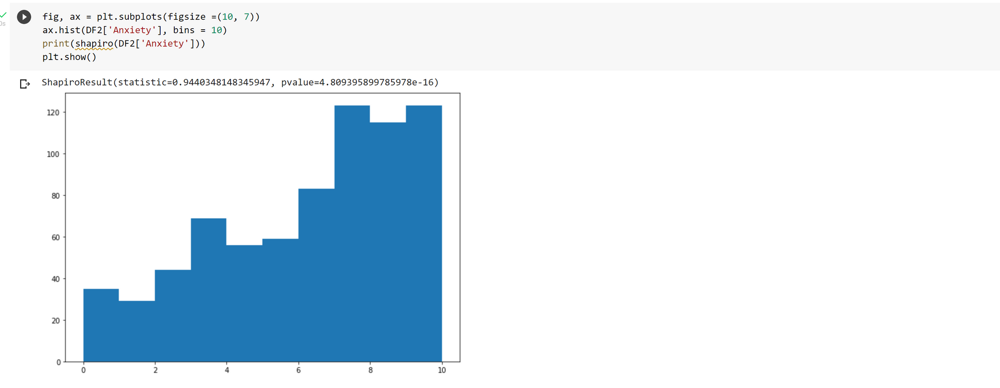 fig, ax = plt.subplots(figsize =(10, 7))
ax.hist(DF2['Anxiety'], bins = 10)
print(shapiro(DF2['Anxiety']))
plt.show()
0s
ShapiroResult(statistic=0.9440348148345947, pvalue=4.809395899785978e-16)
120
100
80
60
40
20
0
0 2 4 6 8 10